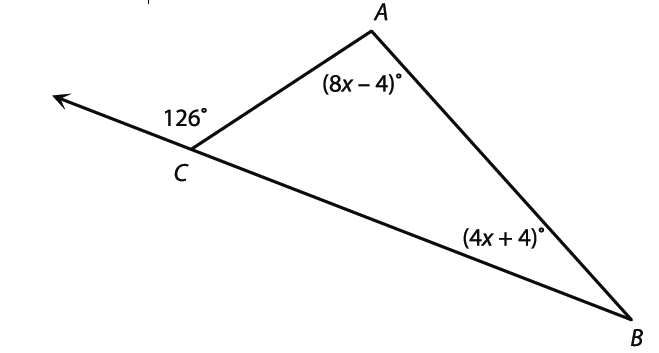 A
(8x – 4)°
126°
C
(4x + 4)°
B